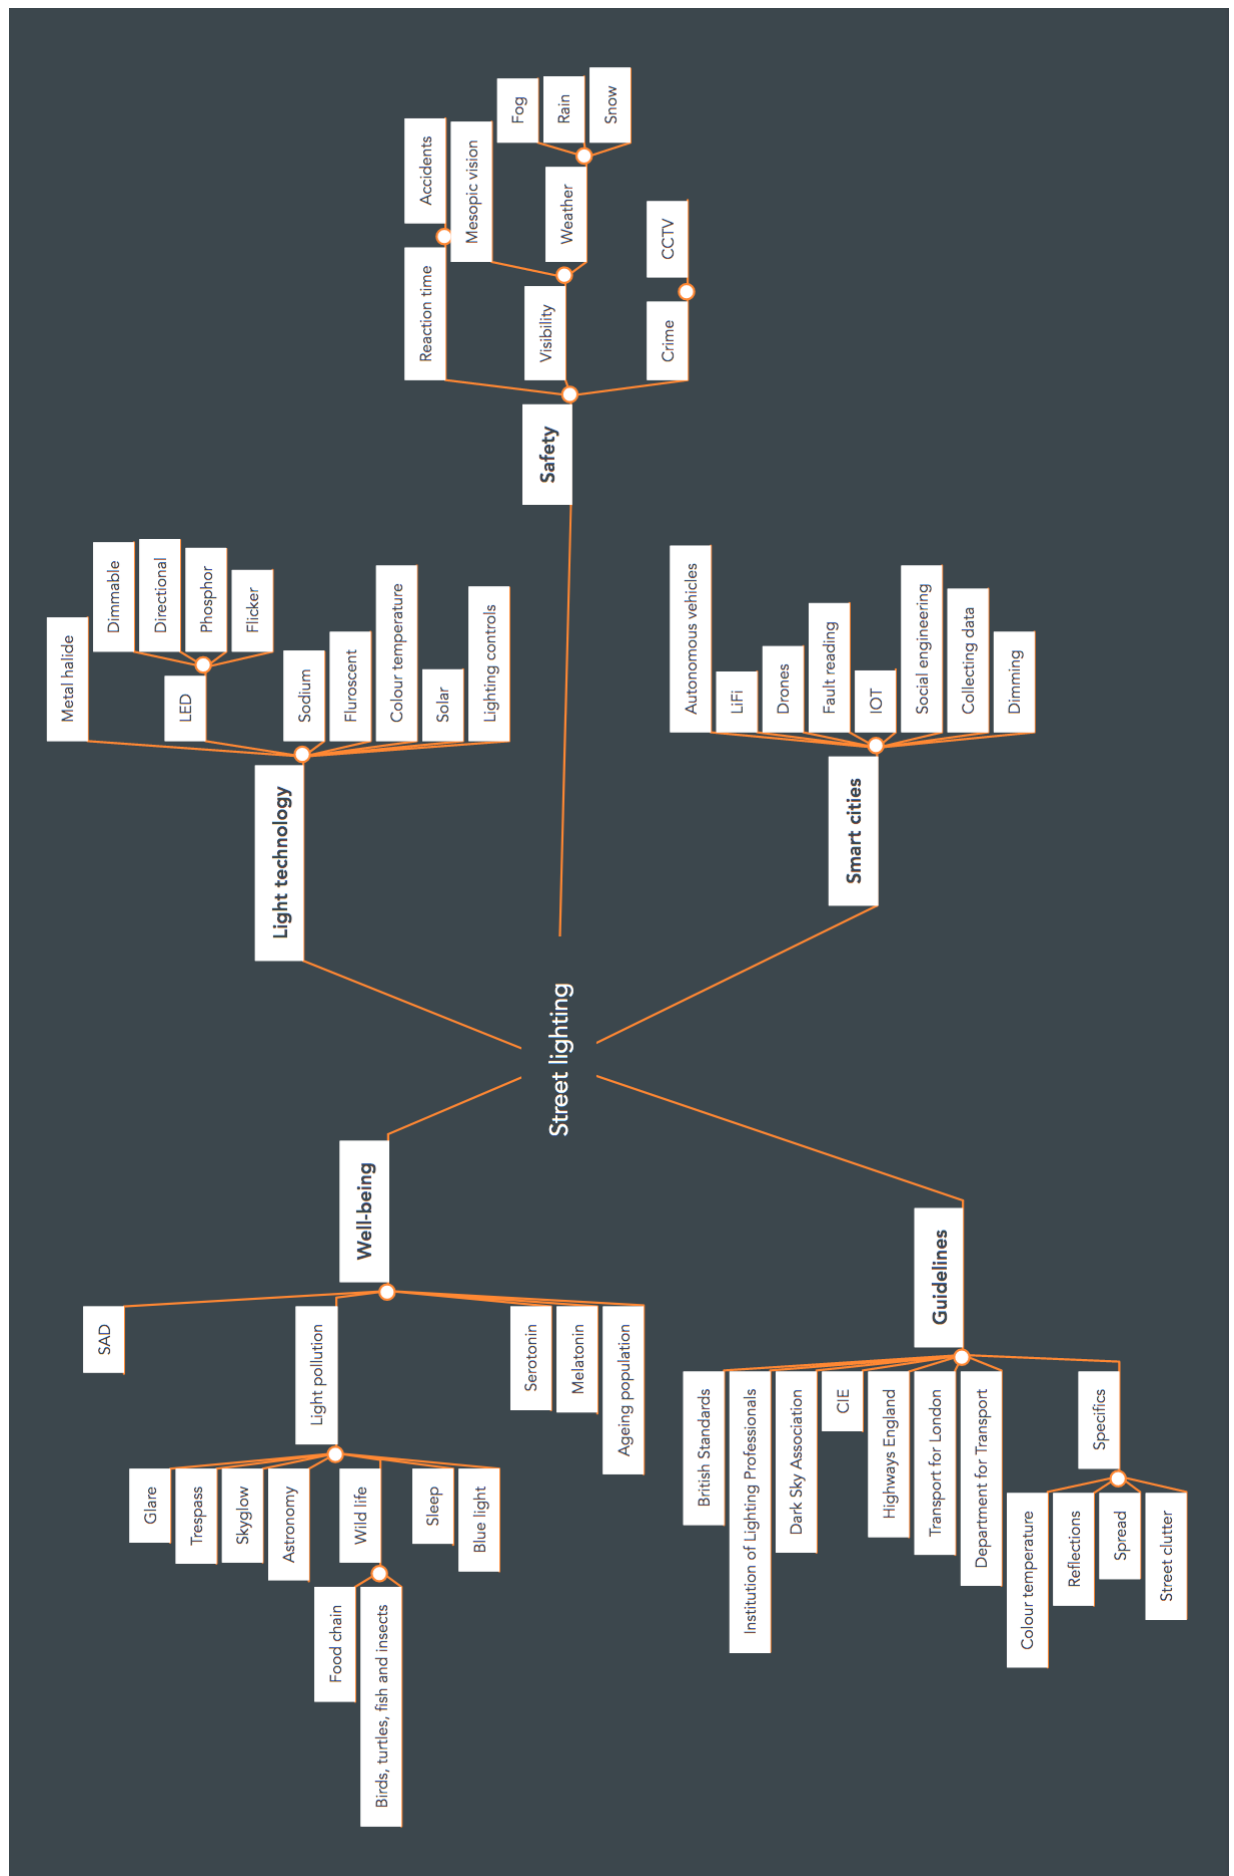 Street lighting
Well-being
SAD
Light pollution
Glare
Trespass
Skyglow
Astronomy
Wild life
Food chain
Birds, turtles, fish and insects
Sleep
Blue light
Serotonin
Melatonin
Ageing population
Light technology
Metal halide
LED
Dimmable
Directional
Phosphor
Flicker
Sodium
Fluroscent
Colour temperature
Solar
Lighting controls
Safety
Reaction time
Accidents
Visibility
Mesopic vision
Weather
Fog
Rain
Snow
Crime
CCTV
Smart cities
Autonomous vehicles
LiFi
Drones
Fault reading
IOT
Social engineering
Collecting data
Dimming
Guidelines
British Standards
Institution of Lighting Professionals
Dark Sky Association
CIE
Highways England
Transport for London
Department for Transport
Specifics
Colour temperature
Reflections
Spread
Street clutter